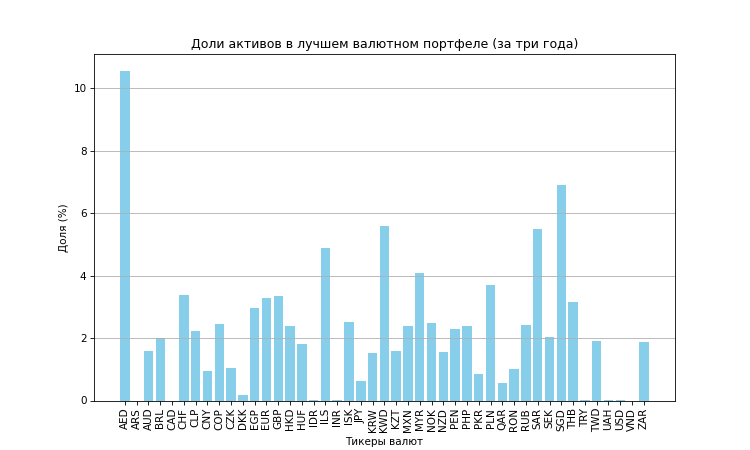 Доли активов в лучшем валютном портфеле (за три года)
Доля (%)
10
8
6
4
2
0
AED ARS AUD BRL CAD CHF CLP CNY COP CZK DKK EGP EUR GBP HKD HUF IDR ILS INR ISK JPY KRW KWD KZT MXN MYR NOK NZD PEN PHP PKR PLN QAR RON RUB SAR SEK SGD THB TRY TWD UAH USD VND ZAR
Тикеры валют